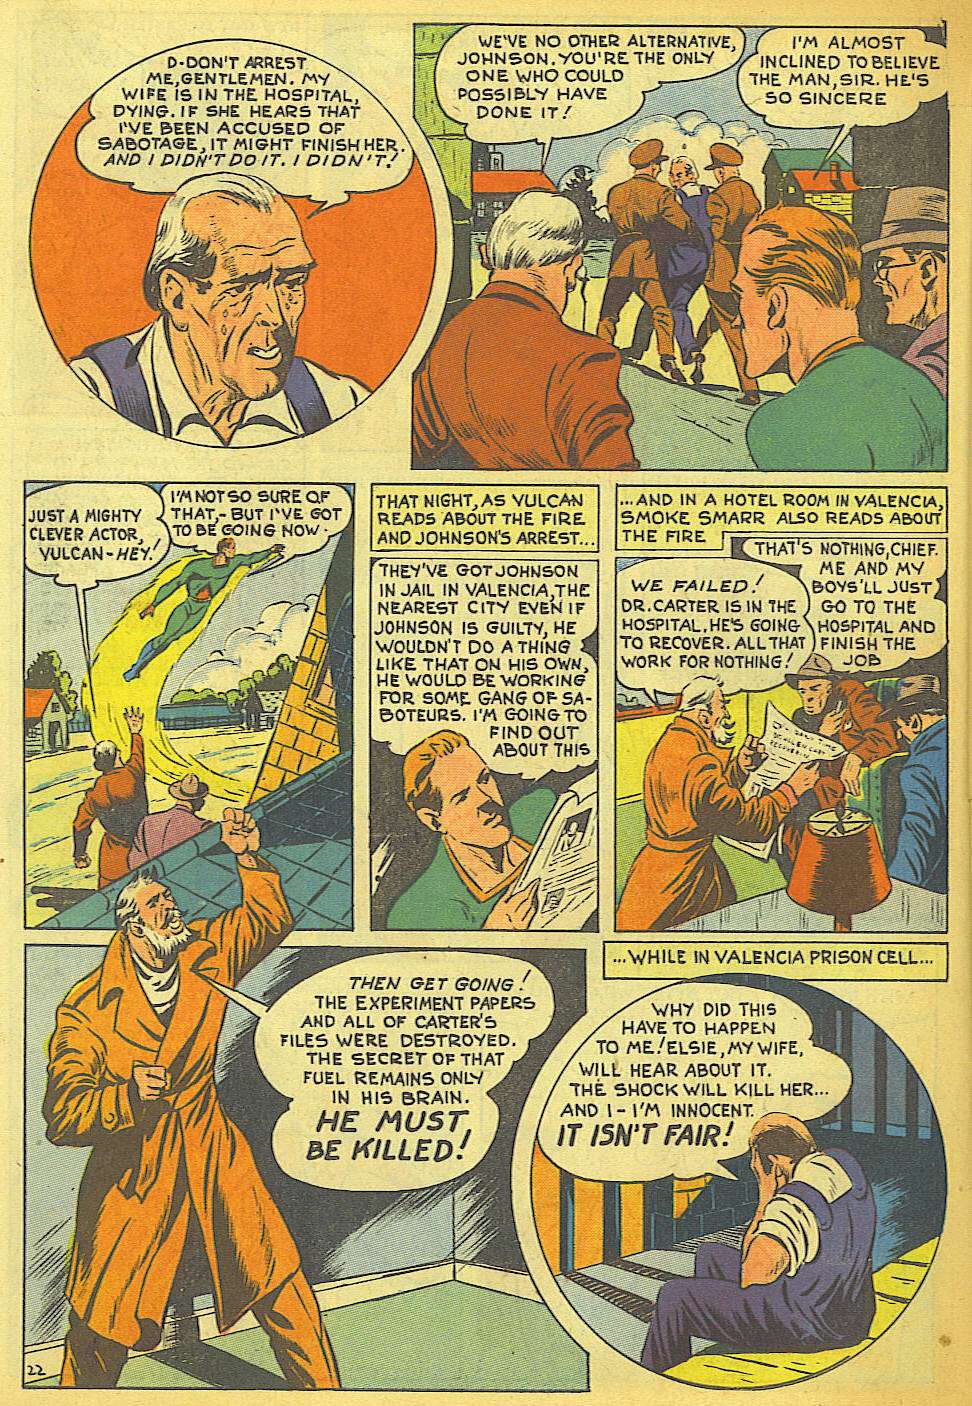 D-DON'T ARREST
ME, GENTLEMEN. MY
WIFE IS IN THE HOSPITAL,
DYING. IF SHE HEARS THAT
I'VE BEEN ACCUSED OF
SABOTAGE, IT MIGHT FINISH HER.
AND I DIDN'T DO IT. I DIDN'T!
WE'VE NO OTHER ALTERNATIVE,
JOHNSON. YOU'RE THE ONLY
ONE WHO COULD
POSSIBLY HAVE
DONE IT!
I'M ALMOST
INCLINED TO BELIEVE
THE MAN, SIR. HE'S
SO SINCERE
JUST A MIGHTY
CLEVER ACTOR,
VULCAN-HEY!
I'M NOT SO SURE OF
THAT,- BUT I'VE GOT
TO BE GOING NOW.
THAT NIGHT, AS VULCAN
READS ABOUT THE FIRE
AND JOHNSON'S ARREST...
THEY'VE GOT JOHNSON
IN JAIL IN VALENCIA, THE
NEAREST CITY EVEN IF
JOHNSON IS GUILTY, HE
WOULDN'T DO A THING
LIKE THAT ON HIS OWN,
HE WOULD BE WORKING
FOR SOME GANG OF SA-
BOTEURS. I'M GOING TO
FIND OUT
ABOUT THIS
...AND IN A HOTEL ROOM IN VALENCIA,
SMOKE SMARR ALSO READS ABOUT
THE FIRE
WE FAILED!
DR. CARTER IS IN THE
HOSPITAL. HE'S GOING
TO RECOVER. ALL THAT
WORK FOR NOTHING!
THAT'S NOTHING, CHIEF.
ME AND MY
BOYS'LL JUST
GO TO THE
HOSPITAL AND
FINISH THE
JOB
THEN GET GOING!
THE EXPERIMENT PAPERS
AND ALL OF CARTER'S
FILES WERE DESTROYED.
THE SECRET OF THAT
FUEL REMAINS ONLY
IN HIS BRAIN.
HE MUST
BE KILLED!
...WHILE IN VALENCIA PRISON CELL...
WHY DID THIS
HAVE TO HAPPEN
TO ME! ELSIE, MY WIFE,
WILL HEAR ABOUT IT.
THE SHOCK WILL KILL HER...
AND I - I'M INNOCENT.
IT ISN'T FAIR!
22